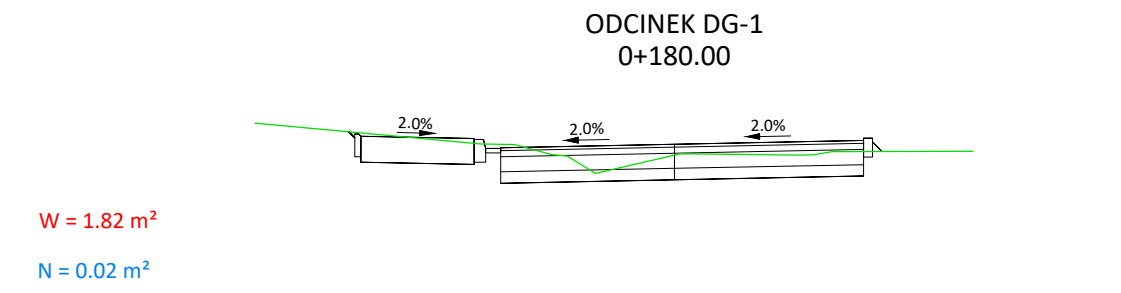 ODCINEK DG-1
0+180.00
2.0%
2.0%
2.0%
W = 1.82 m²
N = 0.02 m²